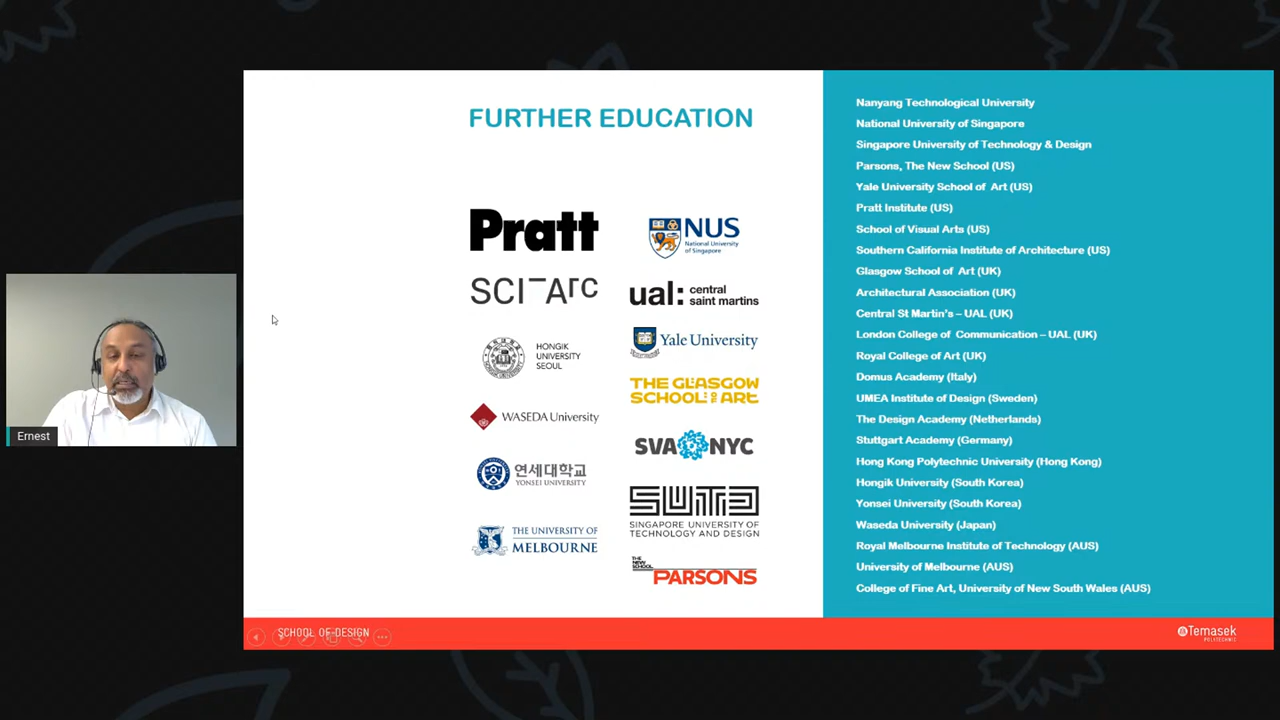 FURTHER EDUCATION
Pratt
SCI-Arc
HONGIK
UNIVERSITY
SEOUL
WASEDA University
연세대학교
YONSEI UNIVERSITY
THE UNIVERSITY OF
MELBOURNE
NUS
National University
of Singapore
ual: central
saint martins
Yale University
THE GLASGOW
SCHOOL OF ART
SVA NYC
SUTD
SINGAPORE UNIVERSITY OF
TECHNOLOGY AND DESIGN
THE
NEW
SCHOOL
PARSONS
Nanyang Technological University
National University of Singapore
Singapore University of Technology & Design
Parsons, The New School (US)
Yale University School of Art (US)
Pratt Institute (US)
School of Visual Arts (US)
Southern California Institute of Architecture (US)
Glasgow School of Art (UK)
Architectural Association (UK)
Central St Martin's – UAL (UK)
London College of Communication – UAL (UK)
Royal College of Art (UK)
Domus Academy (Italy)
UMEA Institute of Design (Sweden)
The Design Academy (Netherlands)
Stuttgart Academy (Germany)
Hong Kong Polytechnic University (Hong Kong)
Hongik University (South Korea)
Yonsei University (South Korea)
Waseda University (Japan)
Royal Melbourne Institute of Technology (AUS)
University of Melbourne (AUS)
College of Fine Art, University of New South Wales (AUS)
Ernest
SCHOOL OF DESIGN
Temasek
POLYTECHNIC